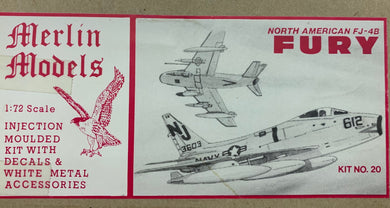 Merlin
Models
1:72 Scale
INJECTION
MOULDED
KIT WITH
DECALS &
WHITE METAL
ACCESSORIES
NORTH AMERICAN FJ-4B
FURY
NJ
3603
NAVY
612
KIT NO. 20